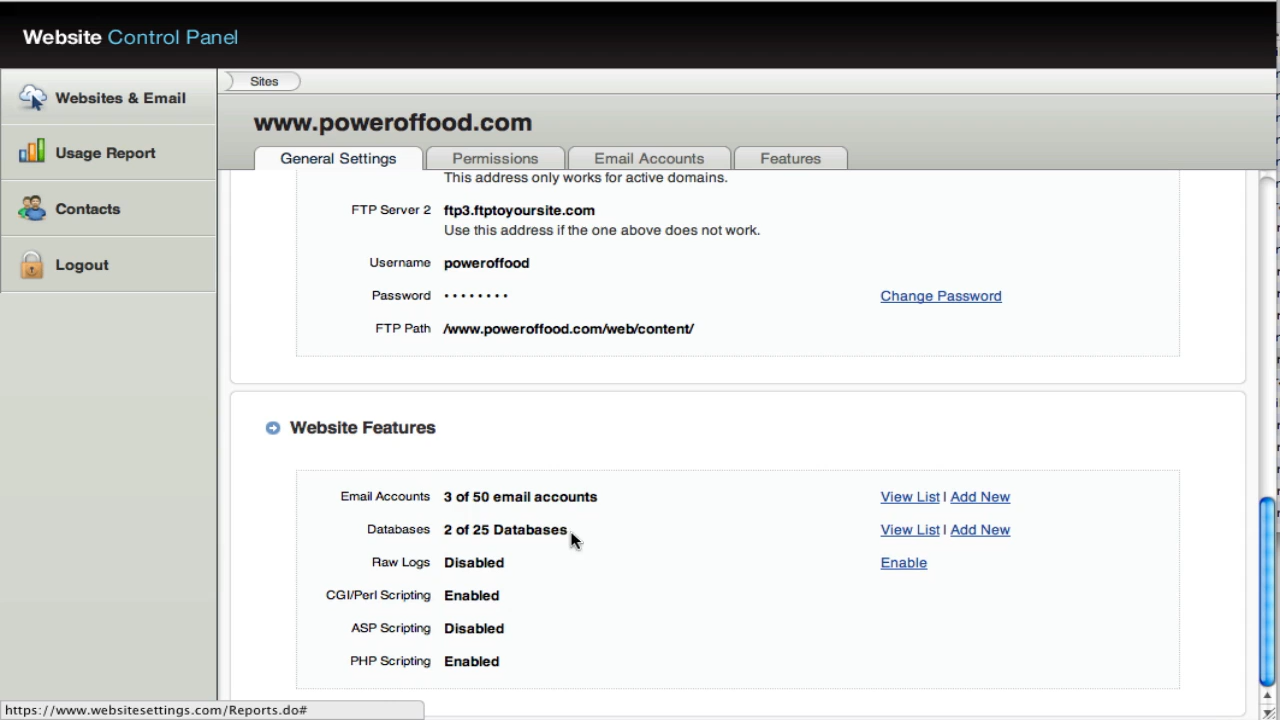 Website Control Panel
Websites & Email
Usage Report
Contacts
Logout
Sites
www.poweroffood.com
General Settings Permissions Email Accounts Features
This address only works for active domains.
FTP Server 2 ftp3.ftptoyoursite.com
Use this address if the one above does not work.
Username poweroffood
Password ••••••••
Change Password
FTP Path /www.poweroffood.com/web/content/
Website Features
Email Accounts 3 of 50 email accounts View List | Add New
Databases 2 of 25 Databases View List | Add New
Raw Logs Disabled Enable
CGI/Perl Scripting Enabled
ASP Scripting Disabled
PHP Scripting Enabled
https://www.websitesettings.com/Reports.do#